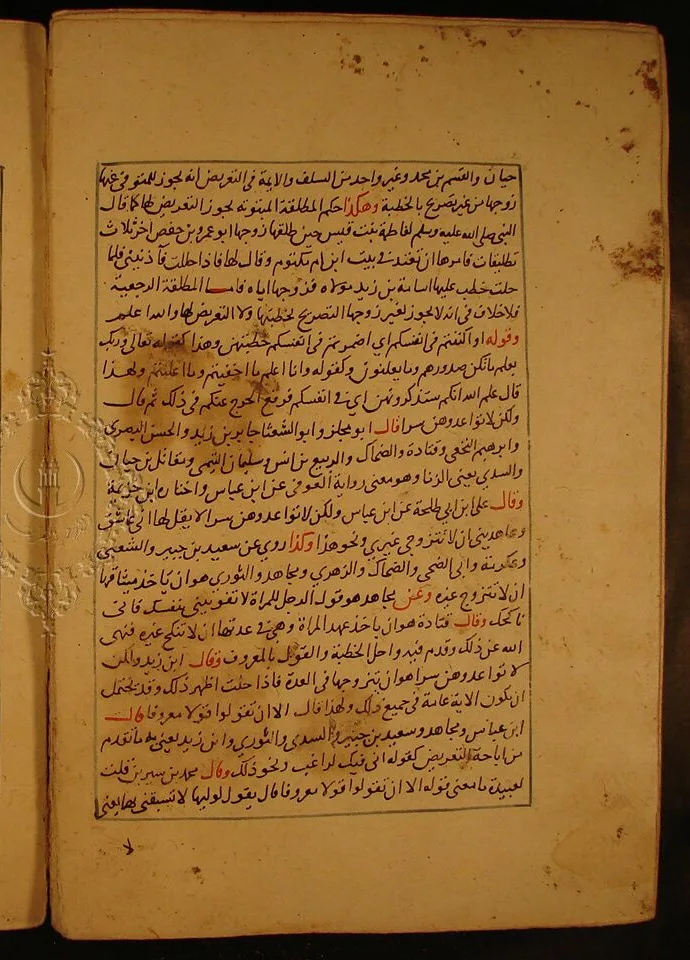 حيان والقسم بن محمد وغير واحد من السلف والايمة في التعريض انه يجوز للمتوفى عنها
زوجها من غير تصريح بالخطبة وهكذا حكم المطلقة المبتوتة يجوز التعريض لها كما قال
النبي صلى الله عليه وسلم لفاطمة بنت قيس حين طلقها زوجها ابو عمرو بن حفص اخر ثلاث
تطليقات فامرها ان تعتد في بيت ابن ام مكتوم وقال لها فاذا حللت فآذنيني فلما
حلت خطب عليها اسامة بن زيد مولاه فزوجها اياه فاما المطلقة الرجعية
فلا خلاف في انه لا يجوز لغير زوجها التصريح بخطبتها ولا التعريض لها والله اعلم
وقوله او اكننتم في انفسكم اي اضمرتم في انفسكم خطبتهن وهذا كقوله تعالى وربك
يعلم ما تكن صدورهم وما يعلنون وكقوله وانا اعلم بما اخفيتم وما اعلنتم ولهذا
قال علم الله انكم ستذكرونهن اي في انفسكم فرفع الحرج عنكم في ذلك ثم قال
ولكن لا تواعدوهن سرا قال ابو مجلز وابو الشعثا جابر بن زيد والحسن البصري
وابرهيم النخعي وقتادة والضحاك والربيع بن انس وسليمان التيمي ومقاتل بن حيان
والسدي يعني الزنا وهو معنى رواية العوفي عن ابن عباس واختاره ابن جرير
وقال علي ابن ابي طلحة عن ابن عباس ولكن لا تواعدوهن سرا لا يقل لها اني عاشق
وعاهديني ان لا تتزوجي غيري ونحو هذا وكذا روي عن سعيد بن جبير والشعبي
وعكرمة وابي الضحى والضحاك والزهري ومجاهد والثوري هو ان ياخذ ميثاقها
ان لا تتزوج غيره وعن مجاهد هو قول الرجل للمراة لا تفوتيني بنفسك فاني
ناكحك وقال قتادة هو ان ياخذ عهد المراة وهي في عدتها ان لا تنكح غيره فنهى
الله عن ذلك وقدم فيه واحل الخطبة والقول بالمعروف وقال ابن زيد ولكن
لا تواعدوهن سرا هو ان يتزوجها في العدة فاذا حلت اظهر ذلك وقد يحتمل
ان يكون الاية عامة في جميع ذلك ولهذا قال الا ان تقولوا قولا معروفا قال
ابن عباس ومجاهد وسعيد بن جبير والسدي والثوري وابن زيد يعني به ما تقدم
من اباحة التعريض كقوله اني فيك لراغب ونحو ذلك وقال محمد بن سيرين قلت
لعبيدة ما معنى قوله الا ان تقولوا قولا معروفا قال يقول لوليها لا تسبقني بها يعني
لا